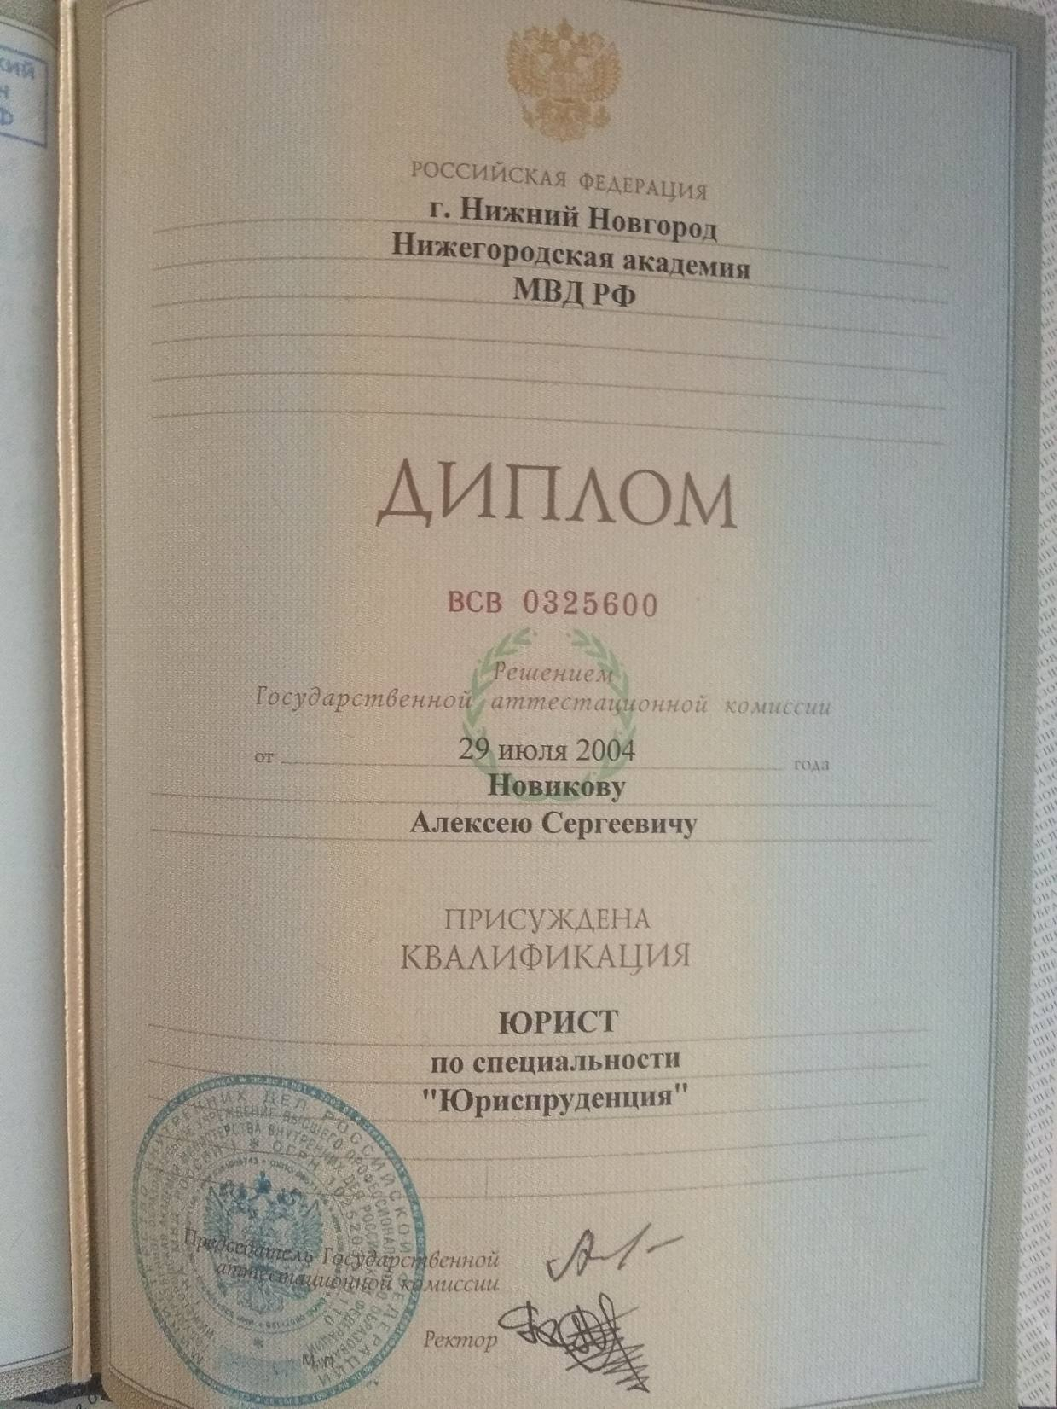 РОССИЙСКАЯ ФЕДЕРАЦИЯ
г. Нижний Новгород
Нижегородская академия
МВД РФ
ДИПЛОМ
ВСВ 0325600
Решением
Государственной аттестационной комиссии
от 29 июля 2004 года
Новикову
Алексею Сергеевичу
ПРИСУЖДЕНА
КВАЛИФИКАЦИЯ
ЮРИСТ
по специальности
"Юриспруденция"
Председатель Государственной
аттестационной комиссии
Ректор